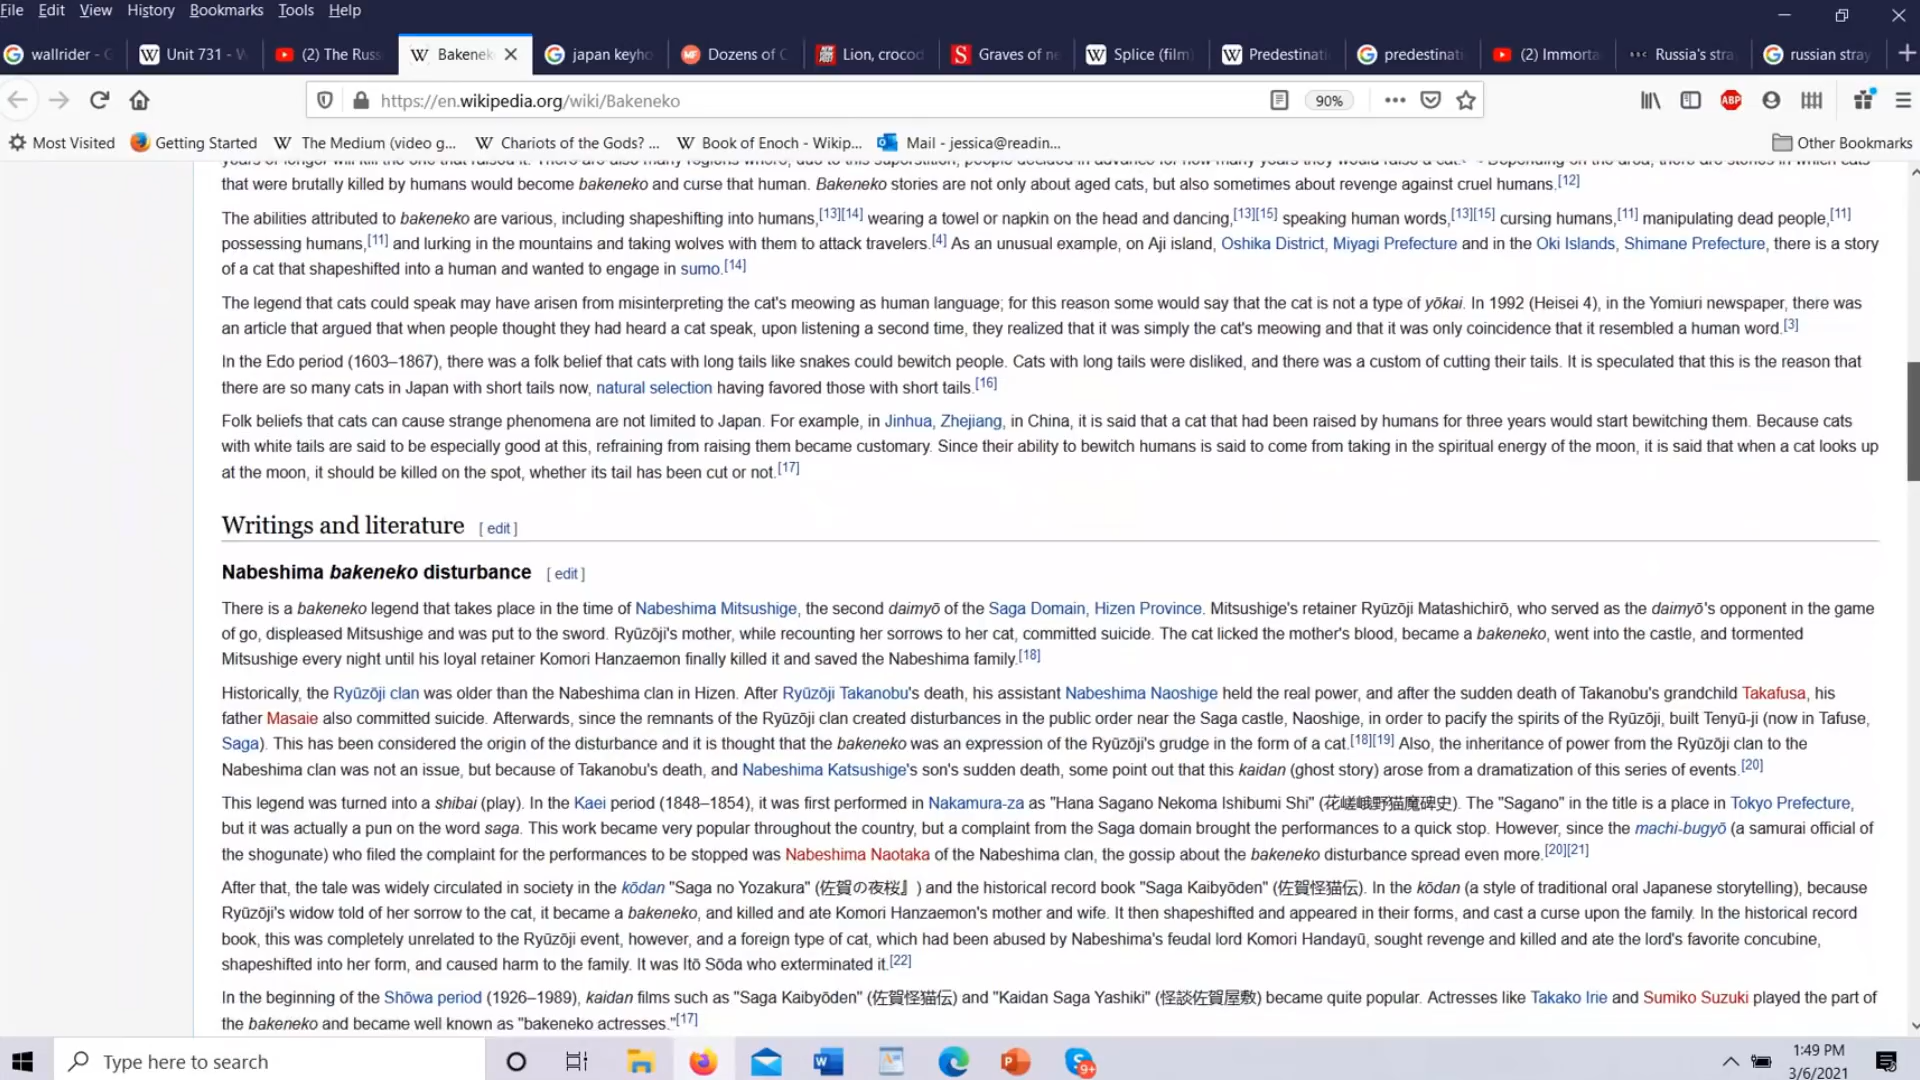 File Edit View History Bookmarks Tools Help
wallrider - G Unit 731 - W (2) The Russ Bakenek japan keyho Dozens of C Lion, crocod Graves of ne Splice (film) Predestinati predestinat (2) Immorta Russia's stra russian stray
https://en.wikipedia.org/wiki/Bakeneko 90% ABP
Most Visited Getting Started The Medium (video g... Chariots of the Gods? ... Book of Enoch - Wikip... Mail - jessica@readin... Other Bookmarks
that were brutally killed by humans would become bakeneko and curse that human. Bakeneko stories are not only about aged cats, but also sometimes about revenge against cruel humans.[12]
The abilities attributed to bakeneko are various, including shapeshifting into humans,[13][14] wearing a towel or napkin on the head and dancing,[13][15] speaking human words,[13][15] cursing humans,[11] manipulating dead people,[11]
possessing humans,[11] and lurking in the mountains and taking wolves with them to attack travelers.[4] As an unusual example, on Aji island, Oshika District, Miyagi Prefecture and in the Oki Islands, Shimane Prefecture, there is a story
of a cat that shapeshifted into a human and wanted to engage in sumo.[14]
The legend that cats could speak may have arisen from misinterpreting the cat's meowing as human language; for this reason some would say that the cat is not a type of yōkai. In 1992 (Heisei 4), in the Yomiuri newspaper, there was
an article that argued that when people thought they had heard a cat speak, upon listening a second time, they realized that it was simply the cat's meowing and that it was only coincidence that it resembled a human word.[3]
In the Edo period (1603–1867), there was a folk belief that cats with long tails like snakes could bewitch people. Cats with long tails were disliked, and there was a custom of cutting their tails. It is speculated that this is the reason that
there are so many cats in Japan with short tails now, natural selection having favored those with short tails.[16]
Folk beliefs that cats can cause strange phenomena are not limited to Japan. For example, in Jinhua, Zhejiang, in China, it is said that a cat that had been raised by humans for three years would start bewitching them. Because cats
with white tails are said to be especially good at this, refraining from raising them became customary. Since their ability to bewitch humans is said to come from taking in the spiritual energy of the moon, it is said that when a cat looks up
at the moon, it should be killed on the spot, whether its tail has been cut or not.[17]
Writings and literature [ edit ]
Nabeshima bakeneko disturbance [ edit ]
There is a bakeneko legend that takes place in the time of Nabeshima Mitsushige, the second daimyō of the Saga Domain, Hizen Province. Mitsushige's retainer Ryūzōji Matashichirō, who served as the daimyō's opponent in the game
of go, displeased Mitsushige and was put to the sword. Ryūzōji's mother, while recounting her sorrows to her cat, committed suicide. The cat licked the mother's blood, became a bakeneko, went into the castle, and tormented
Mitsushige every night until his loyal retainer Komori Hanzaemon finally killed it and saved the Nabeshima family.[18]
Historically, the Ryūzōji clan was older than the Nabeshima clan in Hizen. After Ryūzōji Takanobu's death, his assistant Nabeshima Naoshige held the real power, and after the sudden death of Takanobu's grandchild Takafusa, his
father Masaie also committed suicide. Afterwards, since the remnants of the Ryūzōji clan created disturbances in the public order near the Saga castle, Naoshige, in order to pacify the spirits of the Ryūzōji, built Tenyū-ji (now in Tafuse,
Saga). This has been considered the origin of the disturbance and it is thought that the bakeneko was an expression of the Ryūzōji's grudge in the form of a cat.[18][19] Also, the inheritance of power from the Ryūzōji clan to the
Nabeshima clan was not an issue, but because of Takanobu's death, and Nabeshima Katsushige's son's sudden death, some point out that this kaidan (ghost story) arose from a dramatization of this series of events.[20]
This legend was turned into a shibai (play). In the Kaei period (1848–1854), it was first performed in Nakamura-za as "Hana Sagano Nekoma Ishibumi Shi" (花嵯峨野猫魔碑史). The "Sagano" in the title is a place in Tokyo Prefecture,
but it was actually a pun on the word saga. This work became very popular throughout the country, but a complaint from the Saga domain brought the performances to a quick stop. However, since the machi-bugyō (a samurai official of
the shogunate) who filed the complaint for the performances to be stopped was Nabeshima Naotaka of the Nabeshima clan, the gossip about the bakeneko disturbance spread even more.[20][21]
After that, the tale was widely circulated in society in the kōdan "Saga no Yozakura" (佐賀の夜桜』) and the historical record book "Saga Kaibyōden" (佐賀怪猫伝). In the kōdan (a style of traditional oral Japanese storytelling), because
Ryūzōji's widow told of her sorrow to the cat, it became a bakeneko, and killed and ate Komori Hanzaemon's mother and wife. It then shapeshifted and appeared in their forms, and cast a curse upon the family. In the historical record
book, this was completely unrelated to the Ryūzōji event, however, and a foreign type of cat, which had been abused by Nabeshima's feudal lord Komori Handayū, sought revenge and killed and ate the lord's favorite concubine,
shapeshifted into her form, and caused harm to the family. It was Itō Sōda who exterminated it.[22]
In the beginning of the Shōwa period (1926–1989), kaidan films such as "Saga Kaibyōden" (佐賀怪猫伝) and "Kaidan Saga Yashiki" (怪談佐賀屋敷) became quite popular. Actresses like Takako Irie and Sumiko Suzuki played the part of
the bakeneko and became well known as "bakeneko actresses."[17]
Type here to search 9+ 1:49 PM
3/6/2021